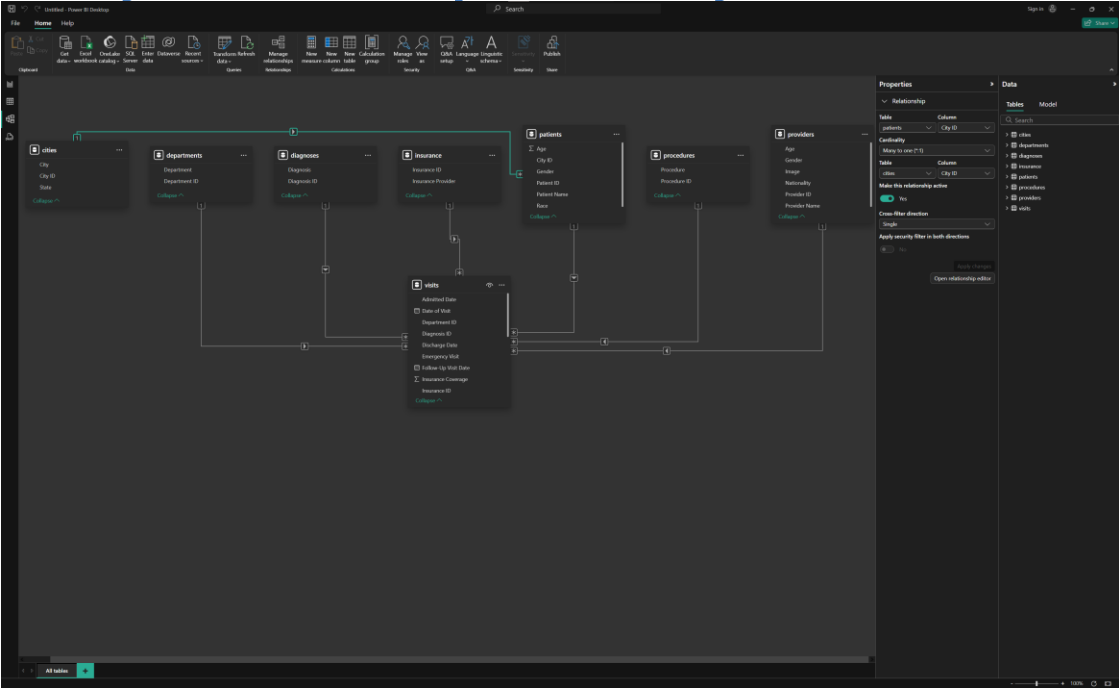 Untitled - Power BI Desktop
Search
Sign in
File Home Help
Share
Paste
Cut
Copy
Get data
Excel workbook
OneLake catalog
SQL Server
Enter data
Dataverse
Recent sources
Transform data
Refresh
Manage relationships
New measure
New column
New table
Calculation group
Manage roles
View as
Q&A setup
Language
Linguistic schema
Sensitivity
Publish
Clipboard
Data
Queries
Relationships
Calculations
Security
Q&A
Sensitivity
Share
cities
City
City ID
State
Collapse
departments
Department
Department ID
Collapse
diagnoses
Diagnosis
Diagnosis ID
Collapse
insurance
Insurance ID
Insurance Provider
Collapse
patients
Age
City ID
Gender
Patient ID
Patient Name
Race
Collapse
procedures
Procedure
Procedure ID
Collapse
providers
Age
Gender
Image
Nationality
Provider ID
Provider Name
Collapse
visits
Admitted Date
Date of Visit
Department ID
Diagnosis ID
Discharge Date
Emergency Visit
Follow-Up Visit Date
Insurance Coverage
Insurance ID
Collapse
Properties
Relationship
Table Column
patients City ID
Cardinality
Many to one (*:1)
Table Column
cities City ID
Make this relationship active
Yes
Cross-filter direction
Single
Apply security filter in both directions
No
Apply changes
Open relationship editor
Data
Tables Model
Search
cities
departments
diagnoses
insurance
patients
procedures
providers
visits
All tables
+
- + 100%